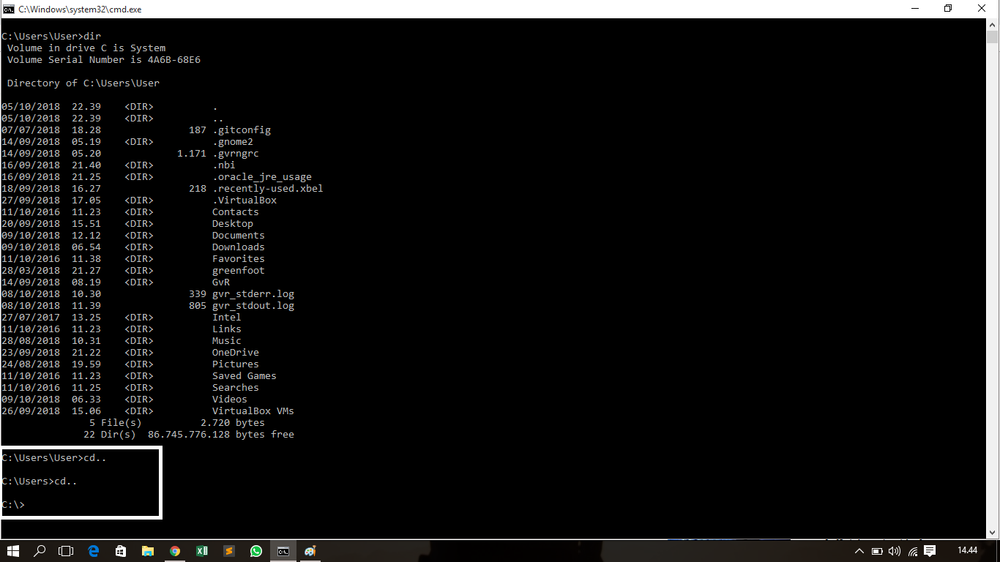 C:\Windows\system32\cmd.exe
C:\Users\User>dir
 Volume in drive C is System
 Volume Serial Number is 4A6B-68E6
 Directory of C:\Users\User
05/10/2018  22.39    <DIR>          .
05/10/2018  22.39    <DIR>          ..
07/07/2018  18.28               187 .gitconfig
14/09/2018  05.19    <DIR>          .gnome2
14/09/2018  05.20             1.171 .gvrngrc
16/09/2018  21.40    <DIR>          .nbi
16/09/2018  21.25    <DIR>          .oracle_jre_usage
18/09/2018  16.27               218 .recently-used.xbel
27/09/2018  17.05    <DIR>          .VirtualBox
11/10/2016  11.23    <DIR>          Contacts
20/09/2018  15.51    <DIR>          Desktop
09/10/2018  12.12    <DIR>          Documents
09/10/2018  06.54    <DIR>          Downloads
11/10/2016  11.38    <DIR>          Favorites
28/03/2018  21.27    <DIR>          greenfoot
14/09/2018  08.19    <DIR>          GvR
08/10/2018  10.30               339 gvr_stderr.log
08/10/2018  11.39               805 gvr_stdout.log
27/07/2017  13.25    <DIR>          Intel
11/10/2016  11.23    <DIR>          Links
28/08/2018  10.31    <DIR>          Music
23/09/2018  21.22    <DIR>          OneDrive
24/08/2018  19.59    <DIR>          Pictures
11/10/2016  11.23    <DIR>          Saved Games
11/10/2016  11.25    <DIR>          Searches
09/10/2018  06.33    <DIR>          Videos
26/09/2018  15.06    <DIR>          VirtualBox VMs
               5 File(s)          2.720 bytes
              22 Dir(s)  86.745.776.128 bytes free
C:\Users\User>cd..
C:\Users>cd..
C:\>
14.44